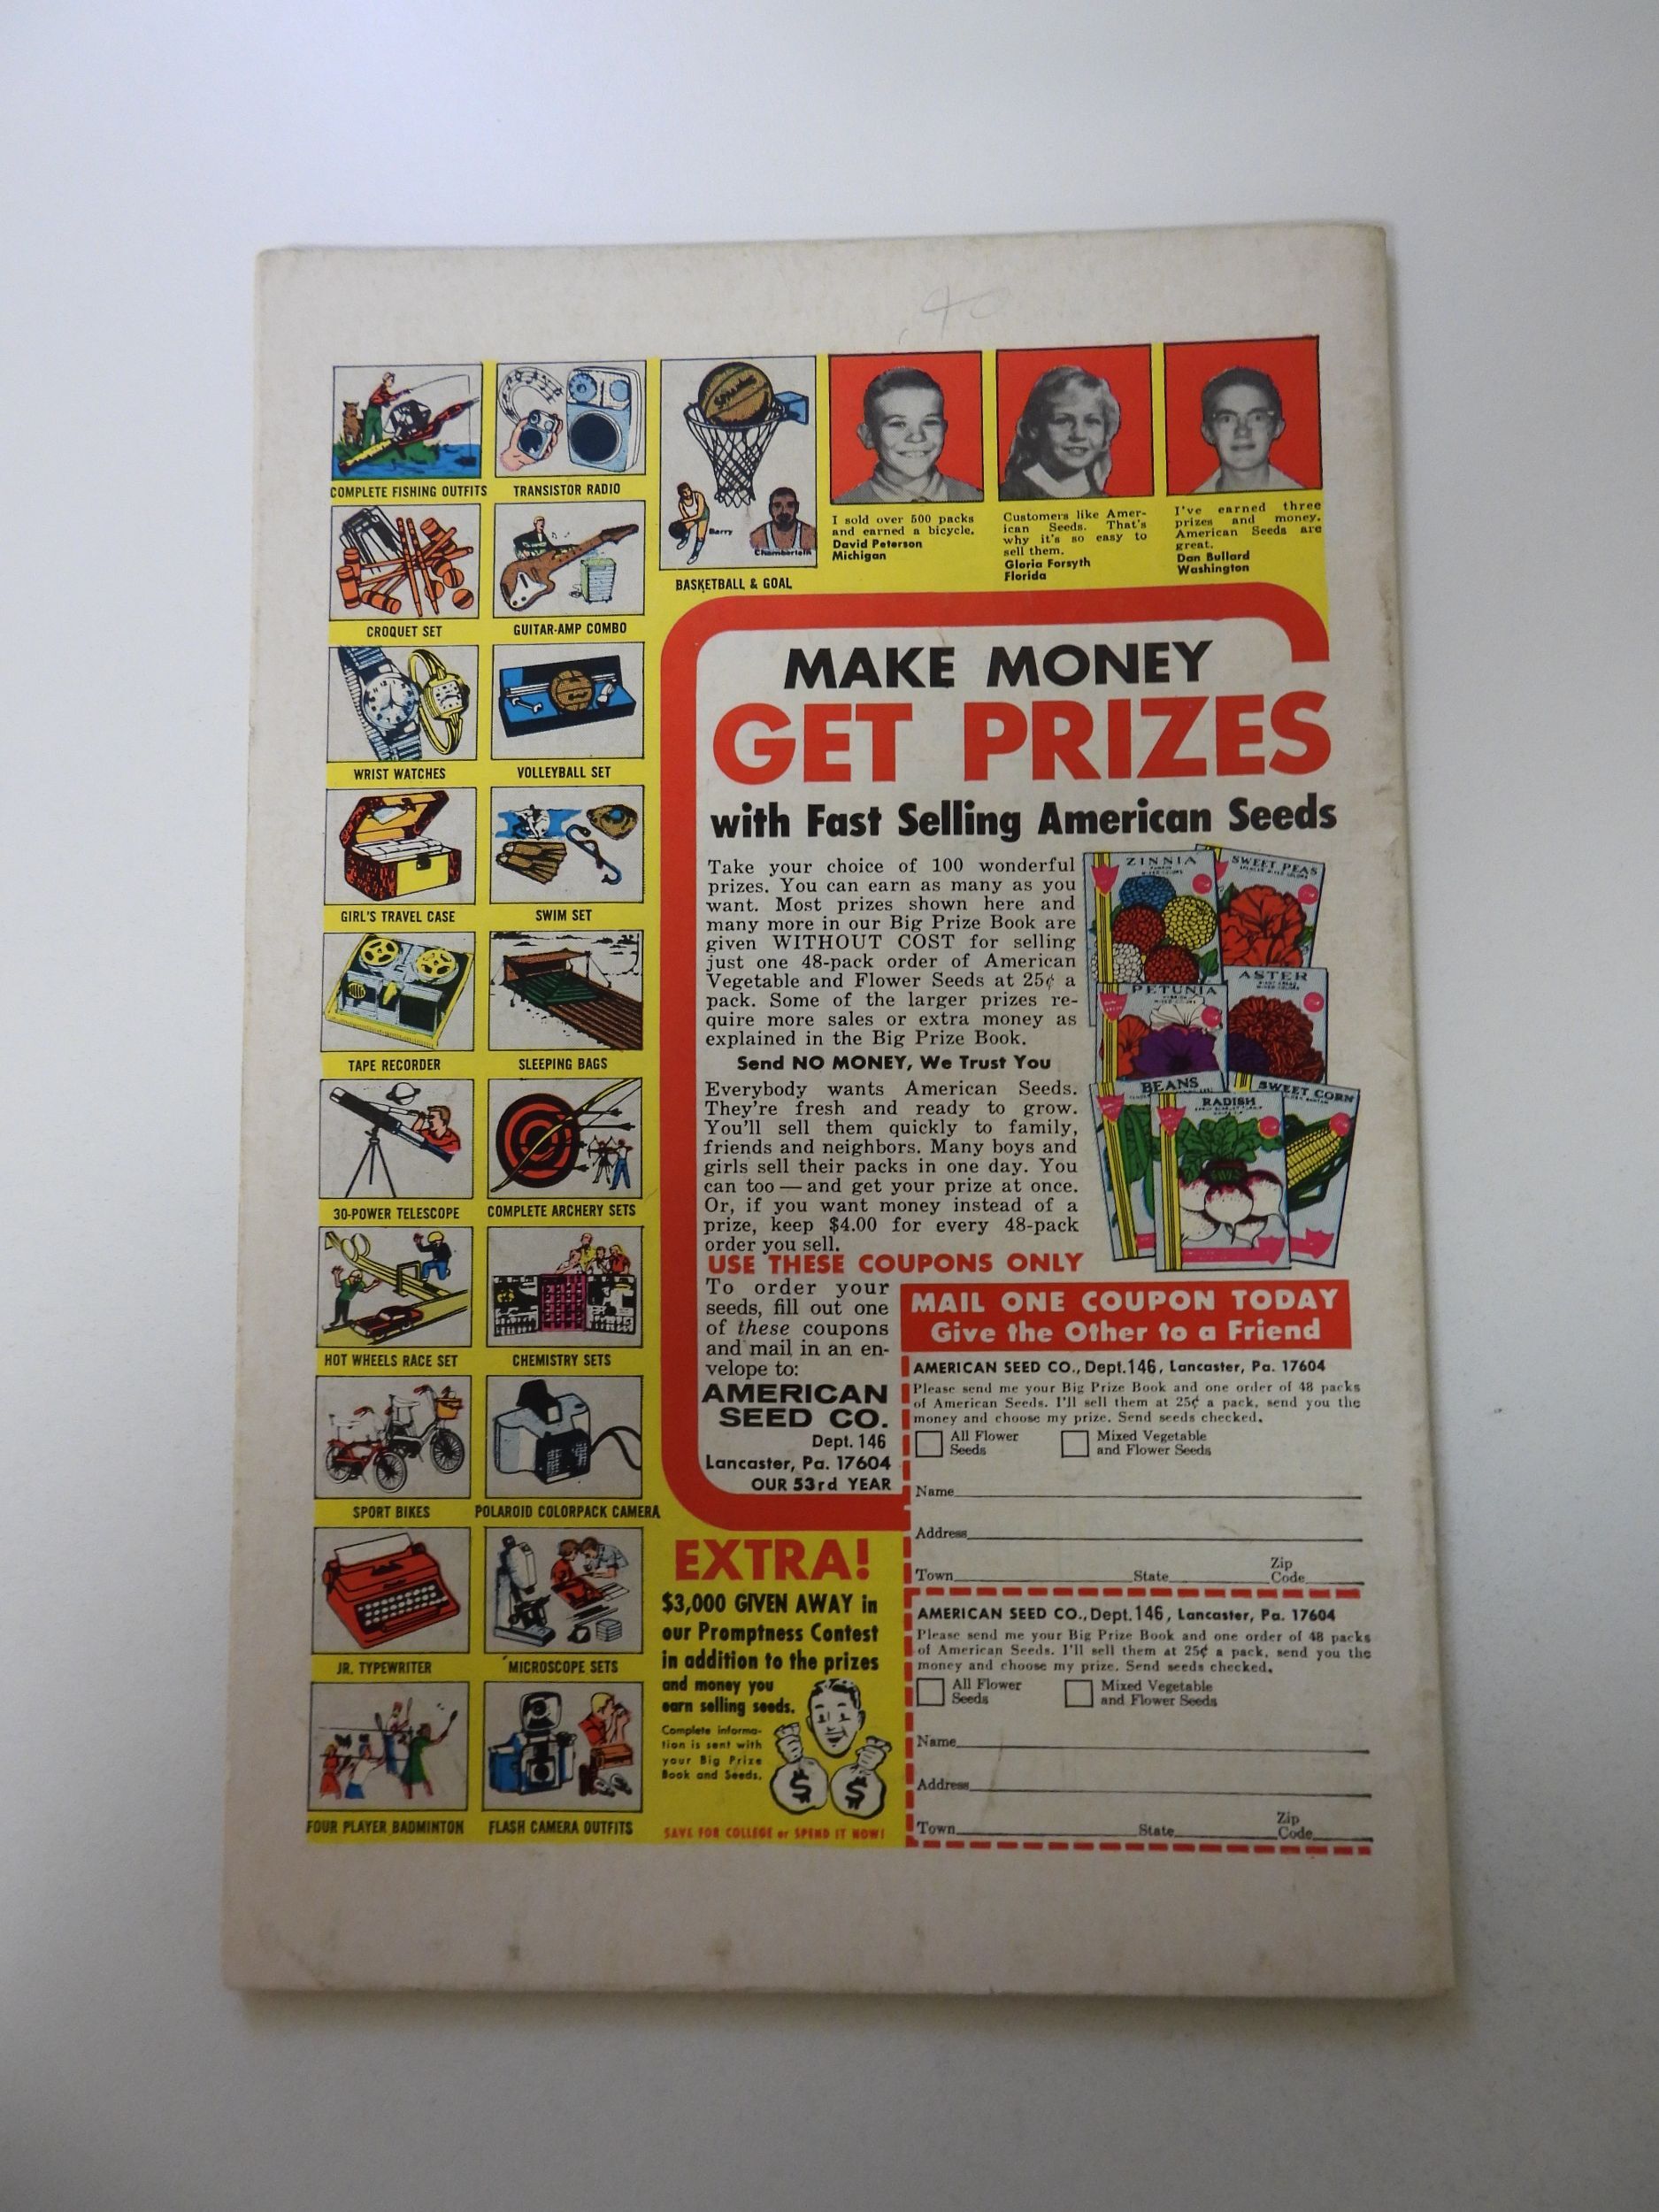 COMPLETE FISHING OUTFITS
TRANSISTOR RADIO
Barry
Chamberlain
BASKETBALL & GOAL
I sold over 500 packs
and earned a bicycle.
David Peterson
Michigan
Customers like Amer-
ican Seeds. That's
why it's so easy to
sell them.
Gloria Forsyth
Florida
I've earned three
prizes and money.
American Seeds are
great.
Dan Bullard
Washington
CROQUET SET
GUITAR-AMP COMBO
WRIST WATCHES
VOLLEYBALL SET
GIRL'S TRAVEL CASE
SWIM SET
TAPE RECORDER
SLEEPING BAGS
30-POWER TELESCOPE
COMPLETE ARCHERY SETS
HOT WHEELS RACE SET
CHEMISTRY SETS
SPORT BIKES
POLAROID COLORPACK CAMERA
JR. TYPEWRITER
MICROSCOPE SETS
FOUR PLAYER BADMINTON
FLASH CAMERA OUTFITS
MAKE MONEY
GET PRIZES
with Fast Selling American Seeds
Take your choice of 100 wonderful
prizes. You can earn as many as you
want. Most prizes shown here and
many more in our Big Prize Book are
given WITHOUT COST for selling
just one 48-pack order of American
Vegetable and Flower Seeds at 25¢ a
pack. Some of the larger prizes re-
quire more sales or extra money as
explained in the Big Prize Book.
Send NO MONEY, We Trust You
Everybody wants American Seeds.
They're fresh and ready to grow.
You'll sell them quickly to family,
friends and neighbors. Many boys and
girls sell their packs in one day. You
can too — and get your prize at once.
Or, if you want money instead of a
prize, keep $4.00 for every 48-pack
order you sell.
ZINNIA
SWEET PEAS
ASTER
PETUNIA
BEANS
RADISH
SWEET CORN
USE THESE COUPONS ONLY
To order your
seeds, fill out one
of these coupons
and mail in an en-
velope to:
AMERICAN
SEED CO.
Dept. 146
Lancaster, Pa. 17604
OUR 53rd YEAR
MAIL ONE COUPON TODAY
Give the Other to a Friend
AMERICAN SEED CO., Dept. 146, Lancaster, Pa. 17604
Please send me your Big Prize Book and one order of 48 packs
of American Seeds. I'll sell them at 25¢ a pack, send you the
money and choose my prize. Send seeds checked.
All Flower
Seeds
Mixed Vegetable
and Flower Seeds
Name
Address
Town State Zip
Code
AMERICAN SEED CO., Dept. 146, Lancaster, Pa. 17604
Please send me your Big Prize Book and one order of 48 packs
of American Seeds. I'll sell them at 25¢ a pack, send you the
money and choose my prize. Send seeds checked.
All Flower
Seeds
Mixed Vegetable
and Flower Seeds
Name
Address
Town State Zip
Code
EXTRA!
$3,000 GIVEN AWAY in
our Promptness Contest
in addition to the prizes
and money you
earn selling seeds.
Complete informa-
tion is sent with
your Big Prize
Book and Seeds.
$ $
SAVE FOR COLLEGE or SPEND IT NOW!